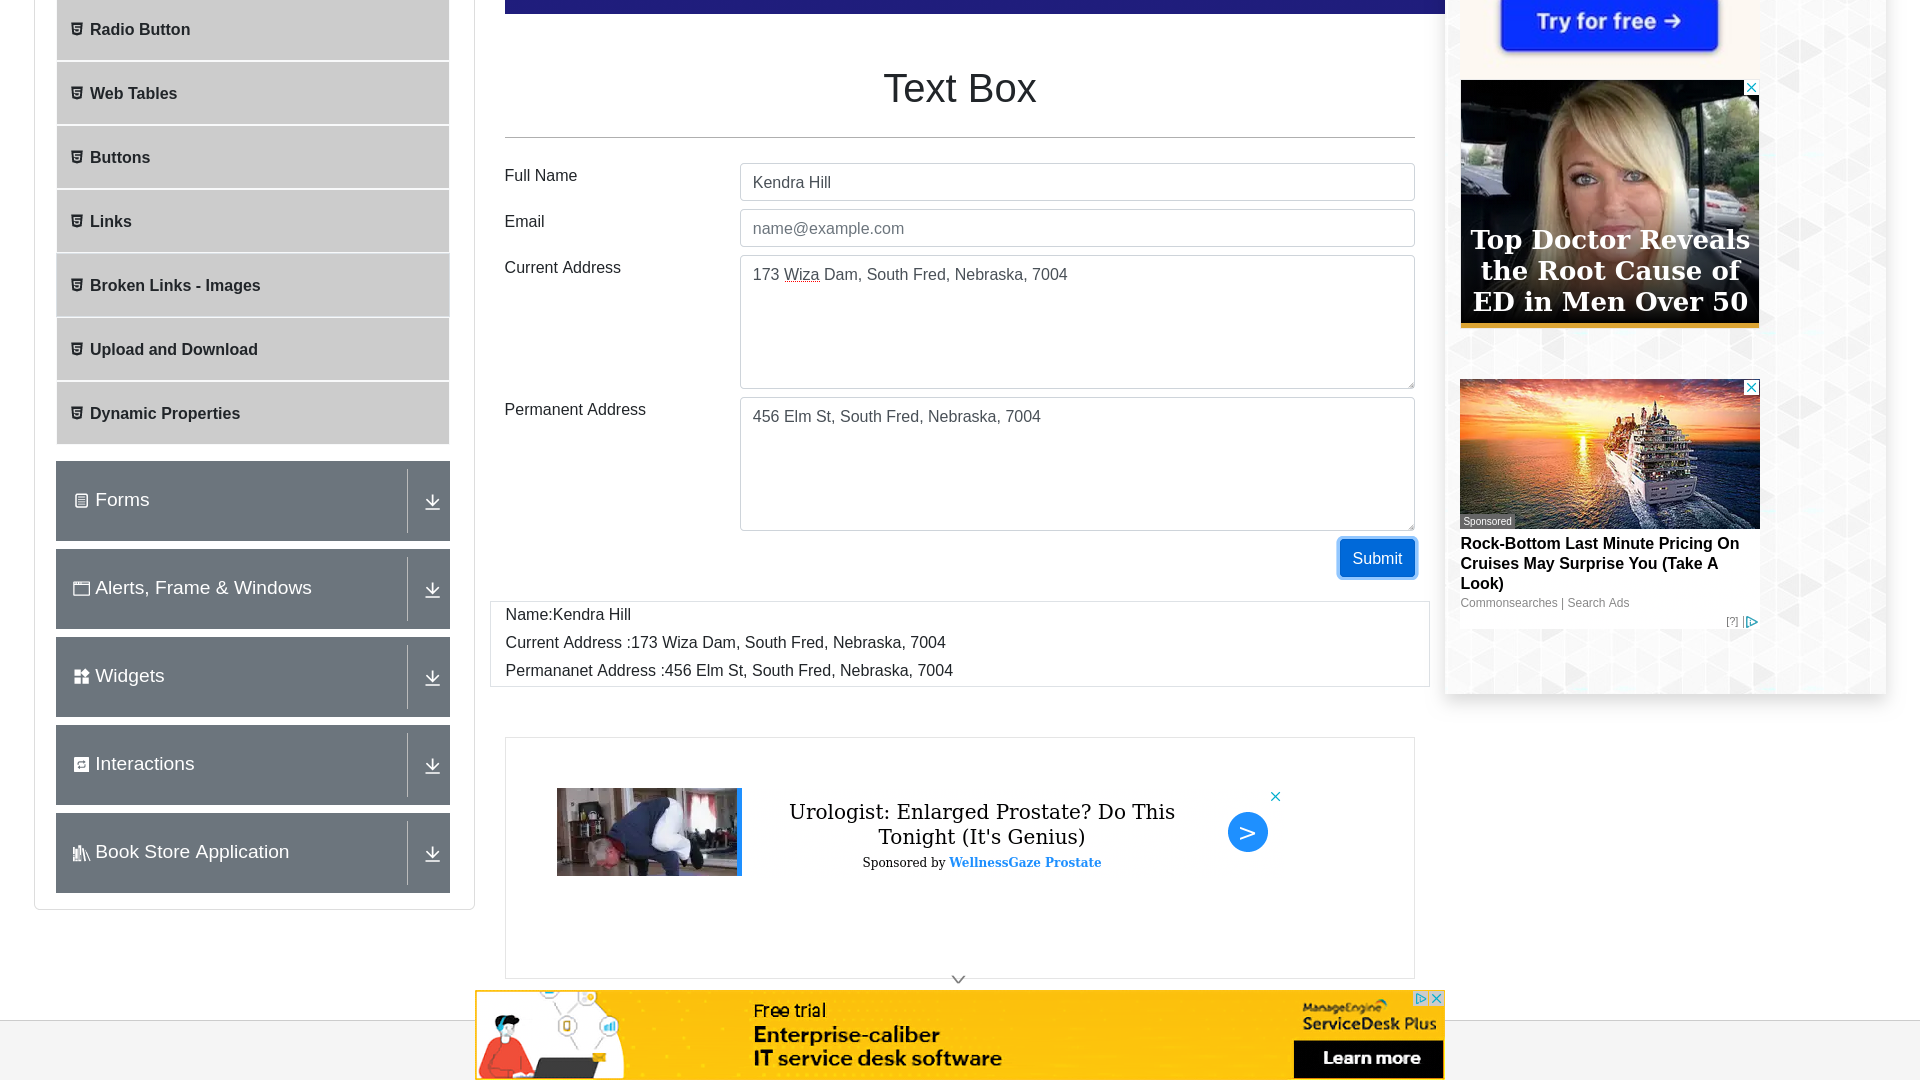 Radio Button
Web Tables
Buttons
Links
Broken Links - Images
Upload and Download
Dynamic Properties
Forms
Alerts, Frame & Windows
Widgets
Interactions
Book Store Application
Text Box
Full Name
Kendra Hill
Email
name@example.com
Current Address
173 Wiza Dam, South Fred, Nebraska, 7004
Permanent Address
456 Elm St, South Fred, Nebraska, 7004
Submit
Name:Kendra Hill
Current Address :173 Wiza Dam, South Fred, Nebraska, 7004
Permananet Address :456 Elm St, South Fred, Nebraska, 7004
Urologist: Enlarged Prostate? Do This
Tonight (It's Genius)
Sponsored by WellnessGaze Prostate
>
Free trial
Enterprise-caliber
IT service desk software
ManageEngine
ServiceDesk Plus
Learn more
Try for free →
Top Doctor Reveals
the Root Cause of
ED in Men Over 50
Sponsored
Rock-Bottom Last Minute Pricing On
Cruises May Surprise You (Take A
Look)
Commonsearches | Search Ads
[?]